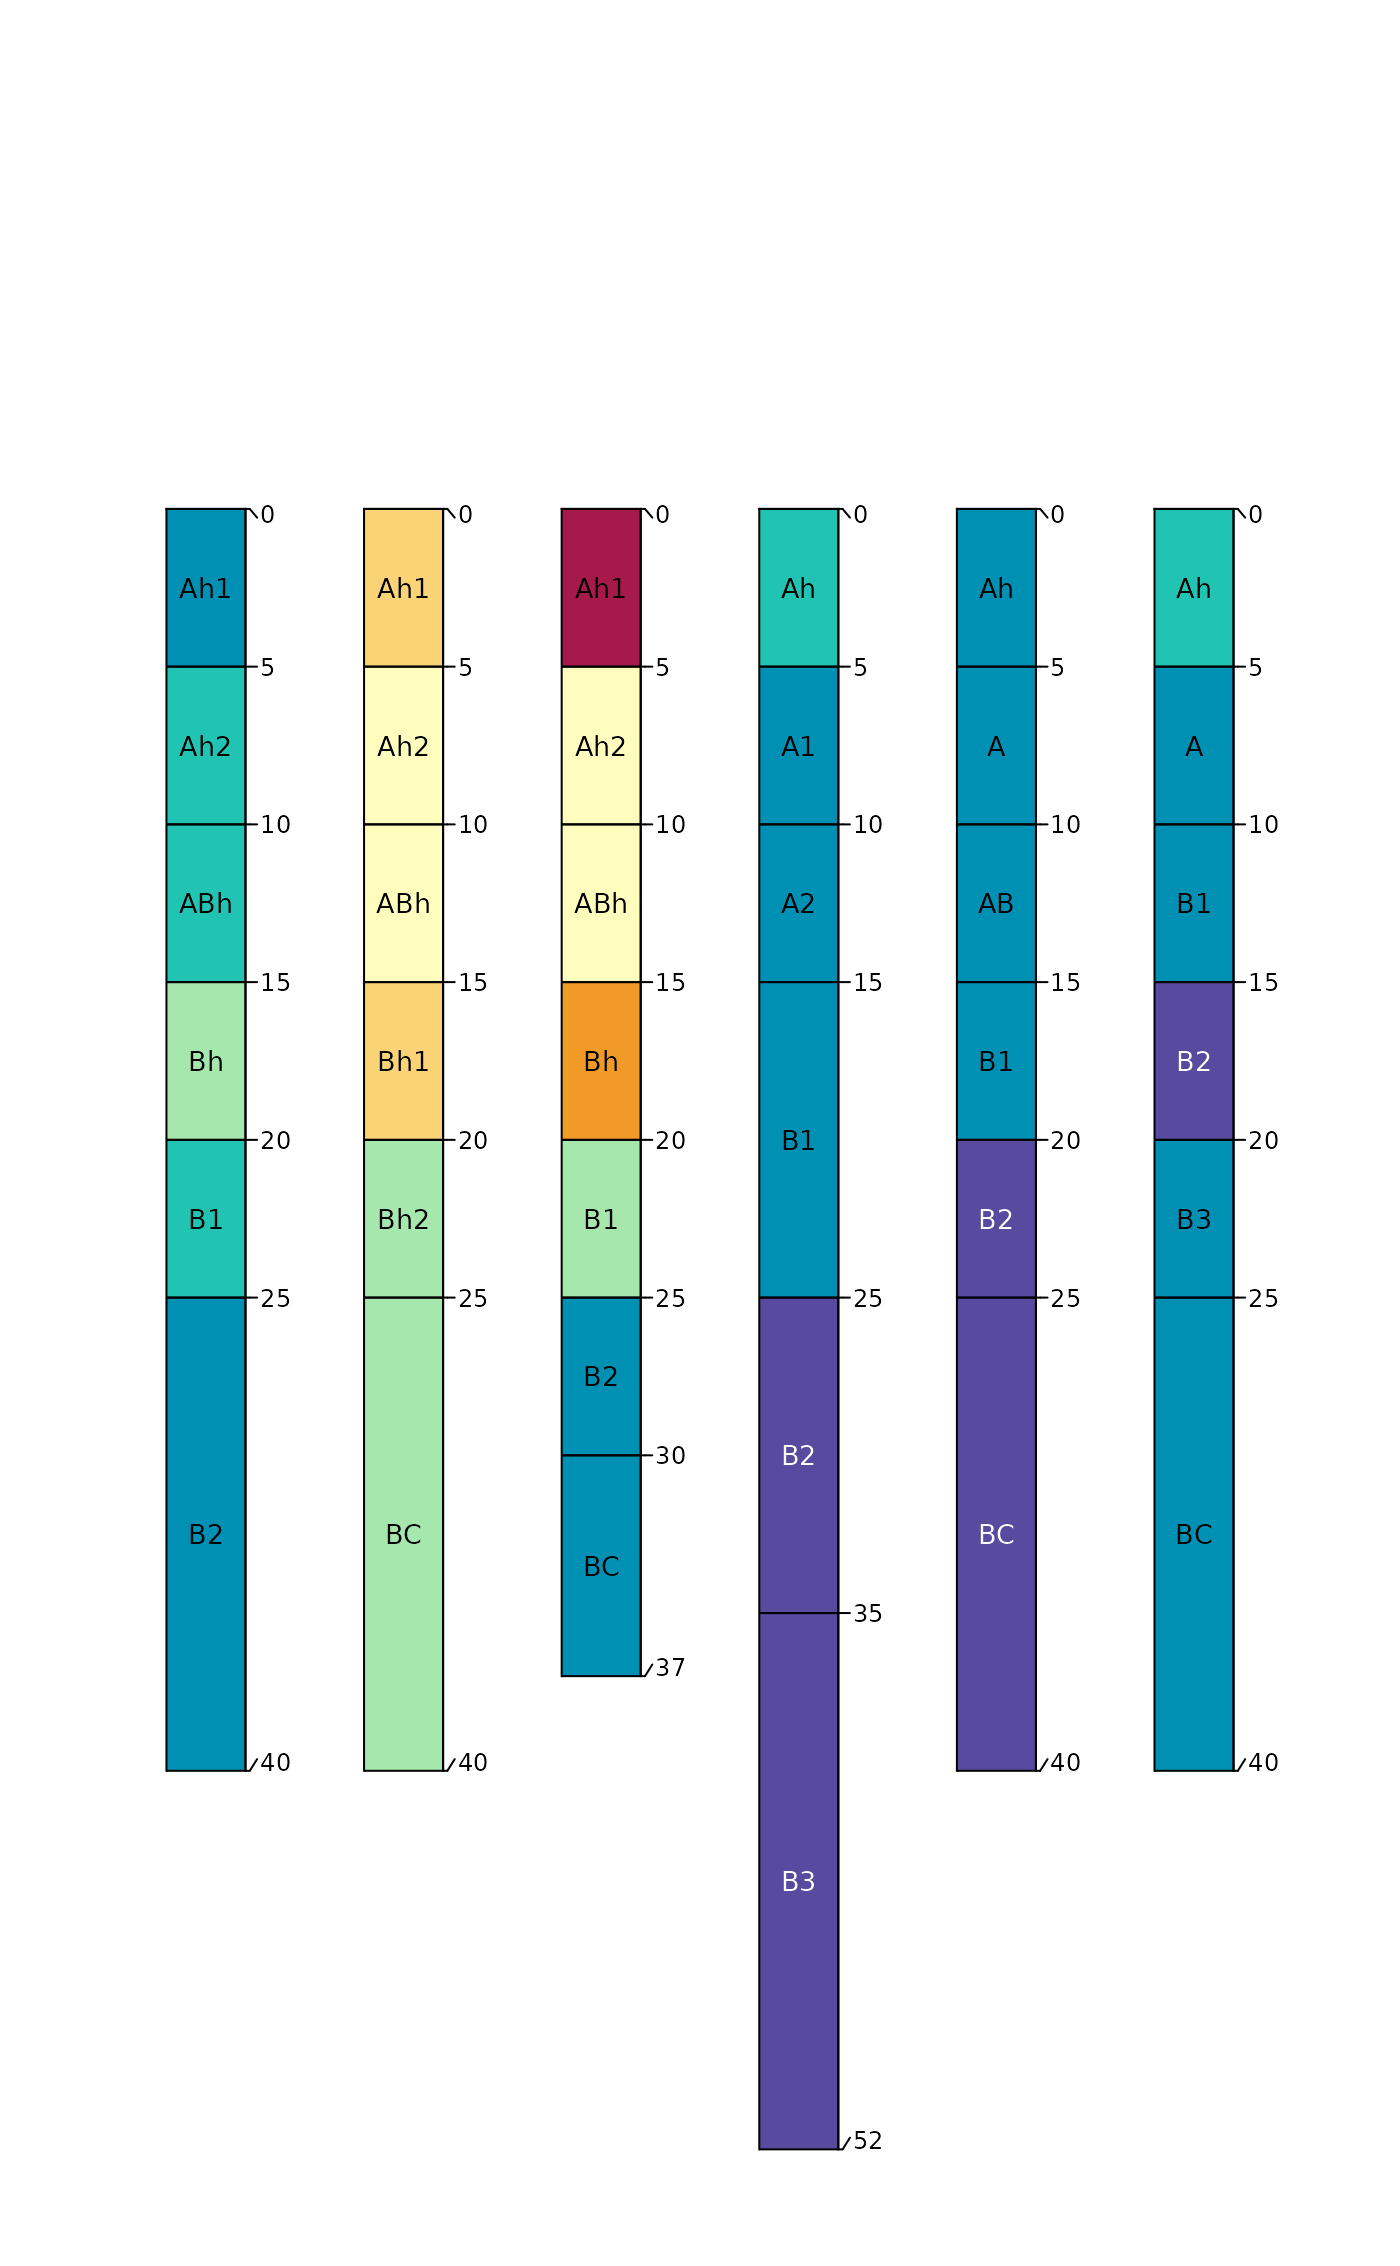 0 0 0 0 0 0
Ah1 Ah1 Ah1 Ah Ah Ah
5 5 5 5 5 5
Ah2 Ah2 Ah2 A1 A A
10 10 10 10 10 10
ABh ABh ABh A2 AB B1
15 15 15 15 15 15
Bh Bh1 Bh B1 B2
20 20 20 B1 20 20
B1 Bh2 B1 B2 B3
25 25 25 25 25 25
B2
30 B2
B2 BC BC BC
BC
35
37
40 40 40 40
B3
52